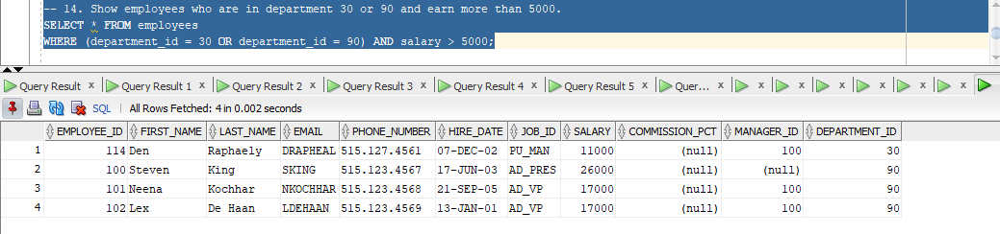 -- 14. Show employees who are in department 30 or 90 and earn more than 5000.
SELECT * FROM employees
WHERE (department_id = 30 OR department_id = 90) AND salary > 5000;
Query Result × Query Result 1 × Query Result 2 × Query Result 3 × Query Result 4 × Query Result 5 × Quer... × × × × × × ×
SQL | All Rows Fetched: 4 in 0.002 seconds
EMPLOYEE_ID FIRST_NAME LAST_NAME EMAIL PHONE_NUMBER HIRE_DATE JOB_ID SALARY COMMISSION_PCT MANAGER_ID DEPARTMENT_ID
1 114 Den Raphaely DRAPHEAL 515.127.4561 07-DEC-02 PU_MAN 11000 (null) 100 30
2 100 Steven King SKING 515.123.4567 17-JUN-03 AD_PRES 26000 (null) (null) 90
3 101 Neena Kochhar NKOCHHAR 515.123.4568 21-SEP-05 AD_VP 17000 (null) 100 90
4 102 Lex De Haan LDEHAAN 515.123.4569 13-JAN-01 AD_VP 17000 (null) 100 90